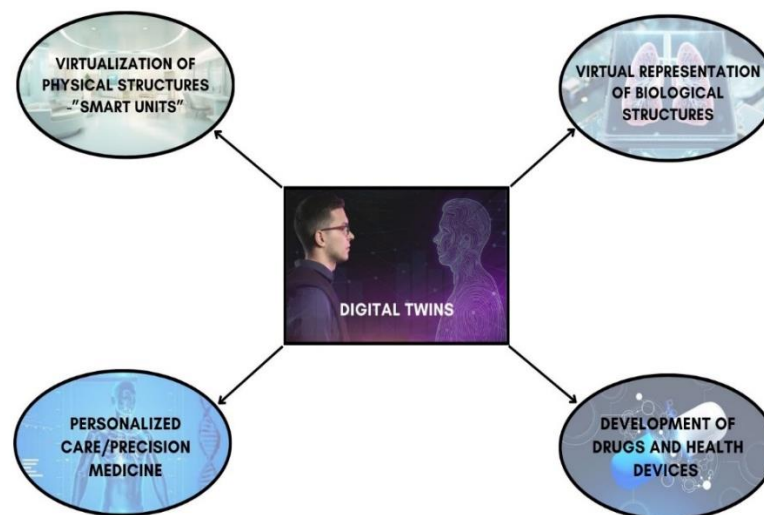 VIRTUALIZATION OF
PHYSICAL STRUCTURES
-"SMART UNITS"
VIRTUAL REPRESENTATION
OF BIOLOGICAL
STRUCTURES
DIGITAL TWINS
PERSONALIZED
CARE/PRECISION
MEDICINE
DEVELOPMENT OF
DRUGS AND HEALTH
DEVICES